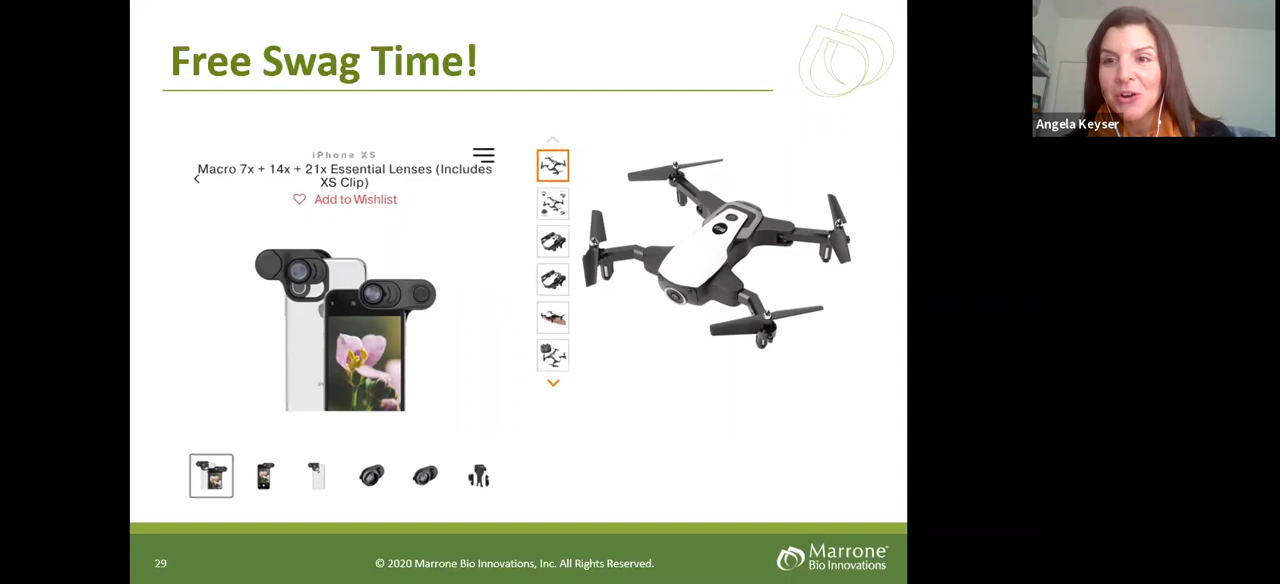 Free Swag Time!
iPhone XS
Macro 7x + 14x + 21x Essential Lenses (Includes
XS Clip)
Add to Wishlist
Angela Keyser
29
© 2020 Marrone Bio Innovations, Inc. All Rights Reserved.
Marrone
Bio Innovations